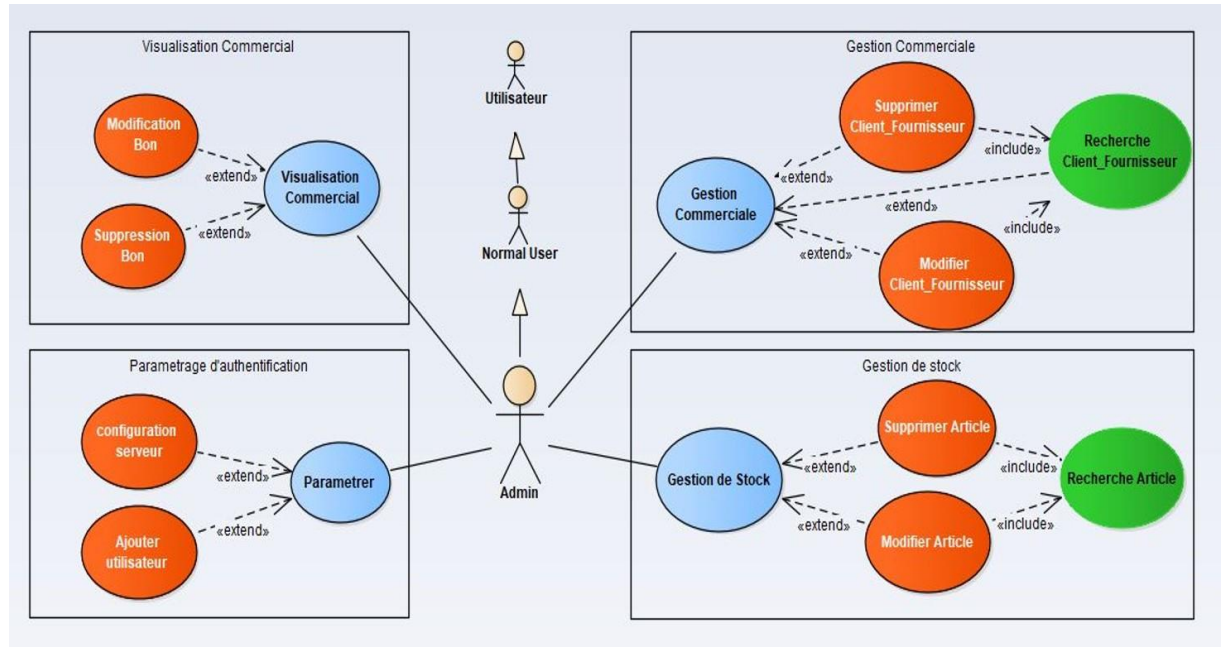 Visualisation Commercial
Modification
Bon
«extend»
Visualisation
Commercial
Suppression
Bon
«extend»
Utilisateur
Normal User
Admin
Gestion Commerciale
Supprimer
Client_Fournisseur
«include»
Recherche
Client_Fournisseur
«extend»
Gestion
Commerciale
«extend»
«include»
«extend»
Modifier
Client_Fournisseur
Parametrage d'authentification
configuration
serveur
«extend»
Parametrer
Ajouter
utilisateur
«extend»
Gestion de stock
Supprimer Article
«extend»
«include»
Gestion de Stock
Recherche Article
«extend»
«include»
Modifier Article